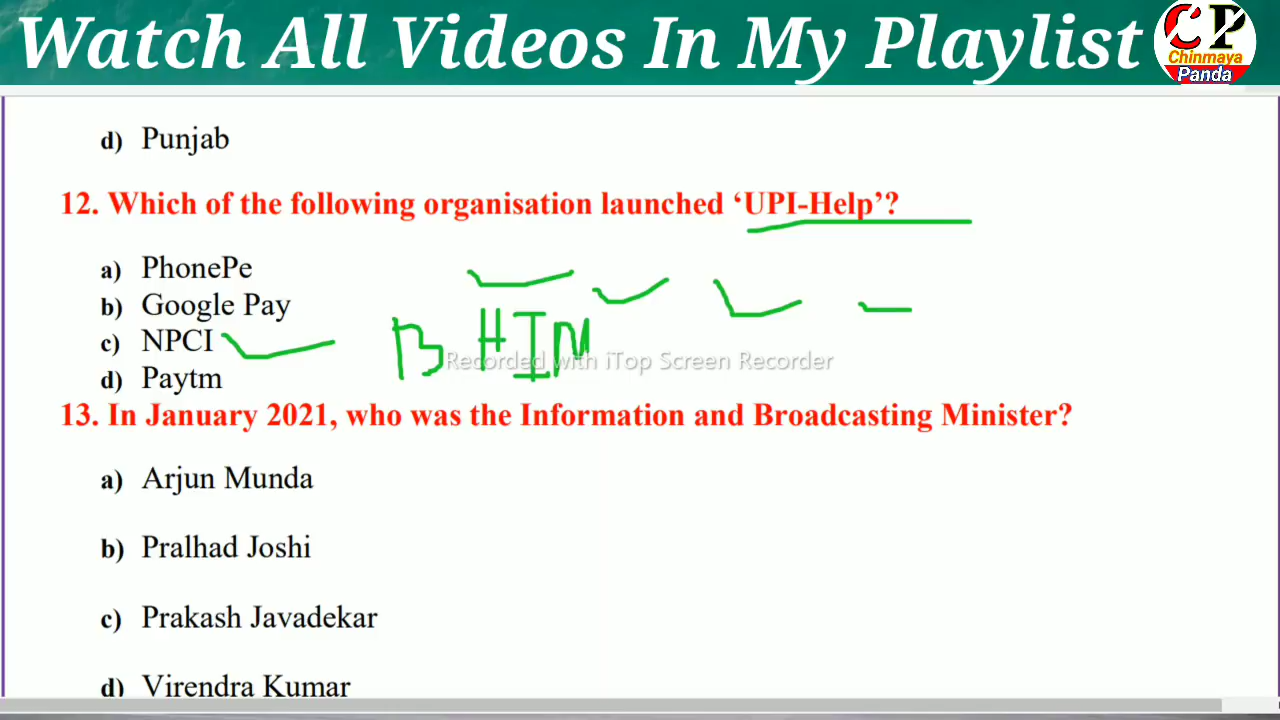 Watch All Videos In My Playlist
CP
Chinmaya
Panda
d) Punjab
12. Which of the following organisation launched ‘UPI-Help’?
a) PhonePe
b) Google Pay
c) NPCI
BHIM
Recorded with iTop Screen Recorder
d) Paytm
13. In January 2021, who was the Information and Broadcasting Minister?
a) Arjun Munda
b) Pralhad Joshi
c) Prakash Javadekar
d) Virendra Kumar